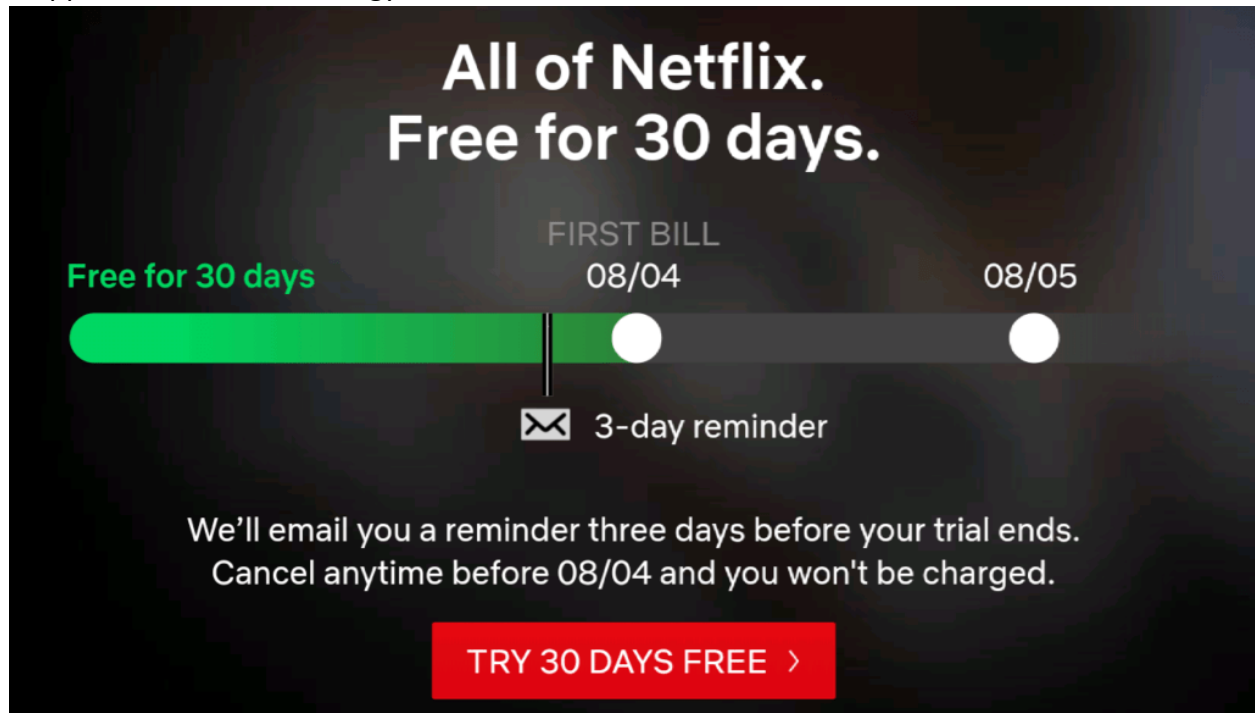 All of Netflix.
Free for 30 days.
FIRST BILL
Free for 30 days 08/04 08/05
3-day reminder
We’ll email you a reminder three days before your trial ends.
Cancel anytime before 08/04 and you won't be charged.
TRY 30 DAYS FREE >